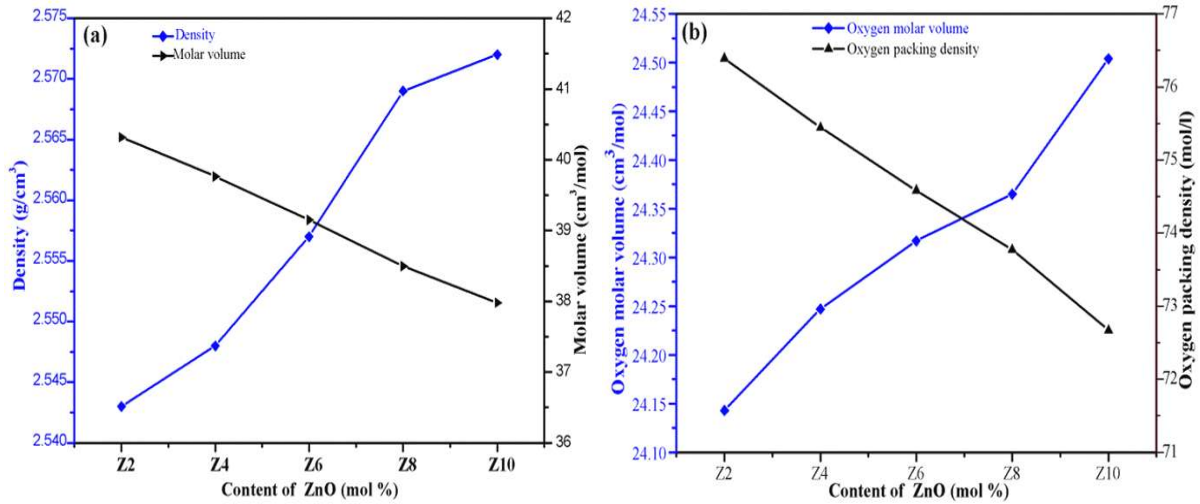 (a)
Density
Molar volume
2.575
2.570
2.565
2.560
2.555
2.550
2.545
2.540
Density (g/cm³)
42
41
40
39
38
37
36
Molar volume (cm³/mol)
Z2 Z4 Z6 Z8 Z10
Content of ZnO (mol %)
(b)
Oxygen molar volume
Oxygen packing density
24.55
24.50
24.45
24.40
24.35
24.30
24.25
24.20
24.15
24.10
Oxygen molar volume (cm³/mol)
77
76
75
74
73
72
71
Oxygen packing density (mol/l)
Z2 Z4 Z6 Z8 Z10
Content of ZnO (mol %)